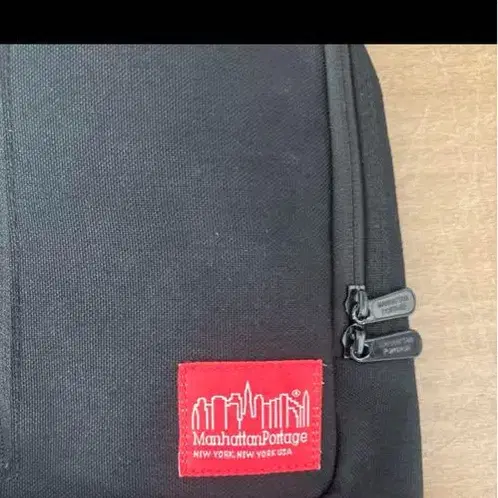 ®
ManhattanPortage
NEW YORK, NEW YORK USA